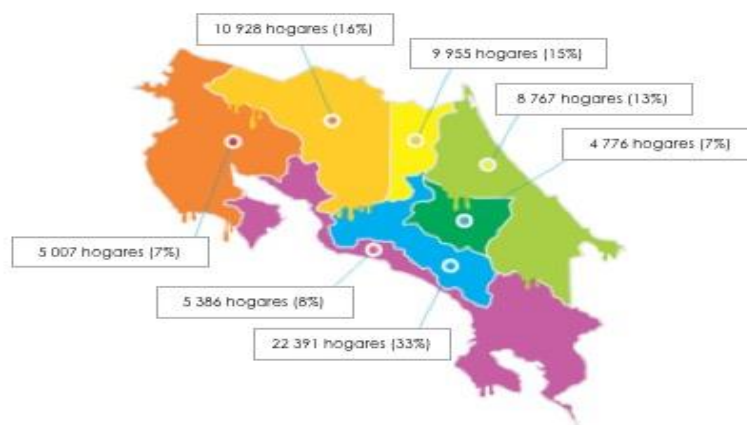 10 928 hogares (16%)
9 955 hogares (15%)
8 767 hogares (13%)
4 776 hogares (7%)
5 007 hogares (7%)
5 386 hogares (8%)
22 391 hogares (33%)